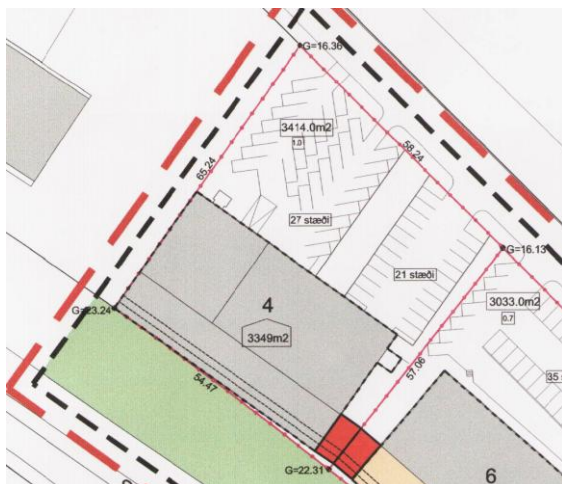 G=16.36
3414.0m2
1.0
58.24
65.24
27 stæði
G=16.13
21 stæði
3033.0m2
0.7
4
G=23.24
3349m2
57.06
35
54.47
G=22.31
6